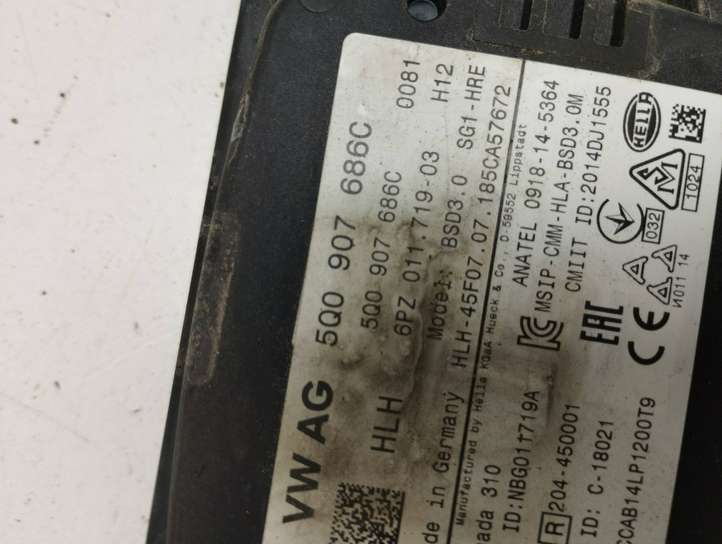 VW AG 5Q0 907 686C
5Q0 907 686C 0081
HLH 6PZ 011.719-03 H12
Model: BSD3.0 SG1-HRE
de in Germany HLH-45F07.07.185CA57672
Manufactured by Hella KGaA Hueck & Co., D-59552 Lippstadt
ada 310 ANATEL 0918-14-5364
ID:NBG011719A MSIP-CMM-HLA-BSD3.0M
R 204-450001 CMIIT ID:2014DJ1555
ID: C-18021 EAC 032 HELLA
CCAB14LP1200T9 CE И011 14 M 1024